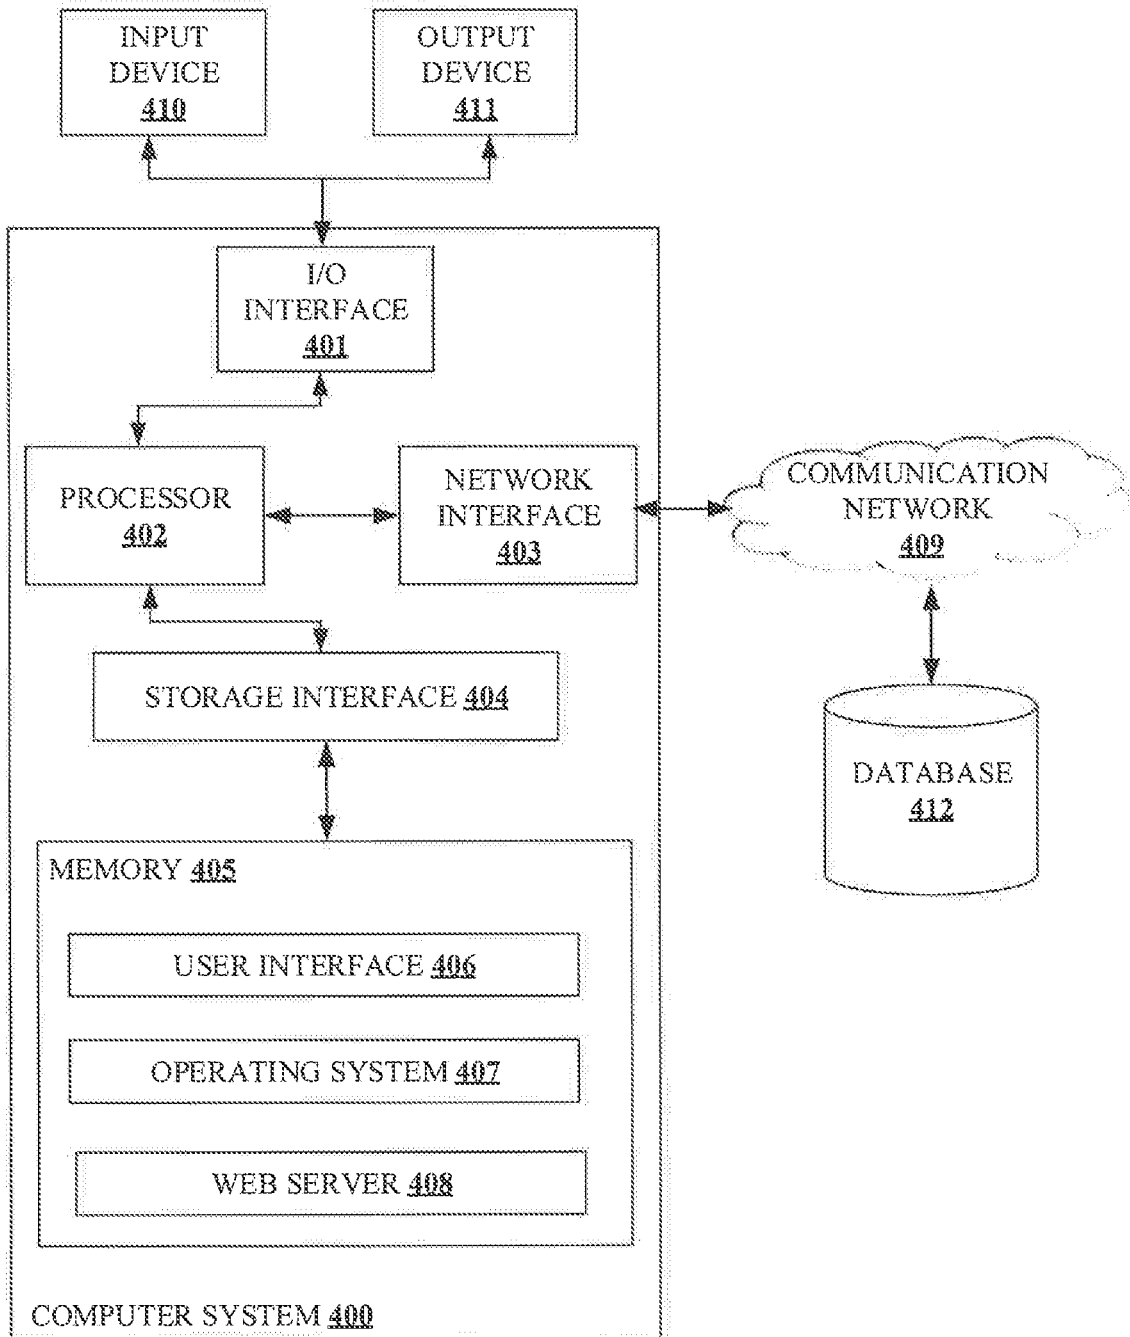 INPUT
DEVICE
410
OUTPUT
DEVICE
411
I/O
INTERFACE
401
PROCESSOR
402
NETWORK
INTERFACE
403
COMMUNICATION
NETWORK
409
STORAGE INTERFACE 404
DATABASE
412
MEMORY 405
USER INTERFACE 406
OPERATING SYSTEM 407
WEB SERVER 408
COMPUTER SYSTEM 400